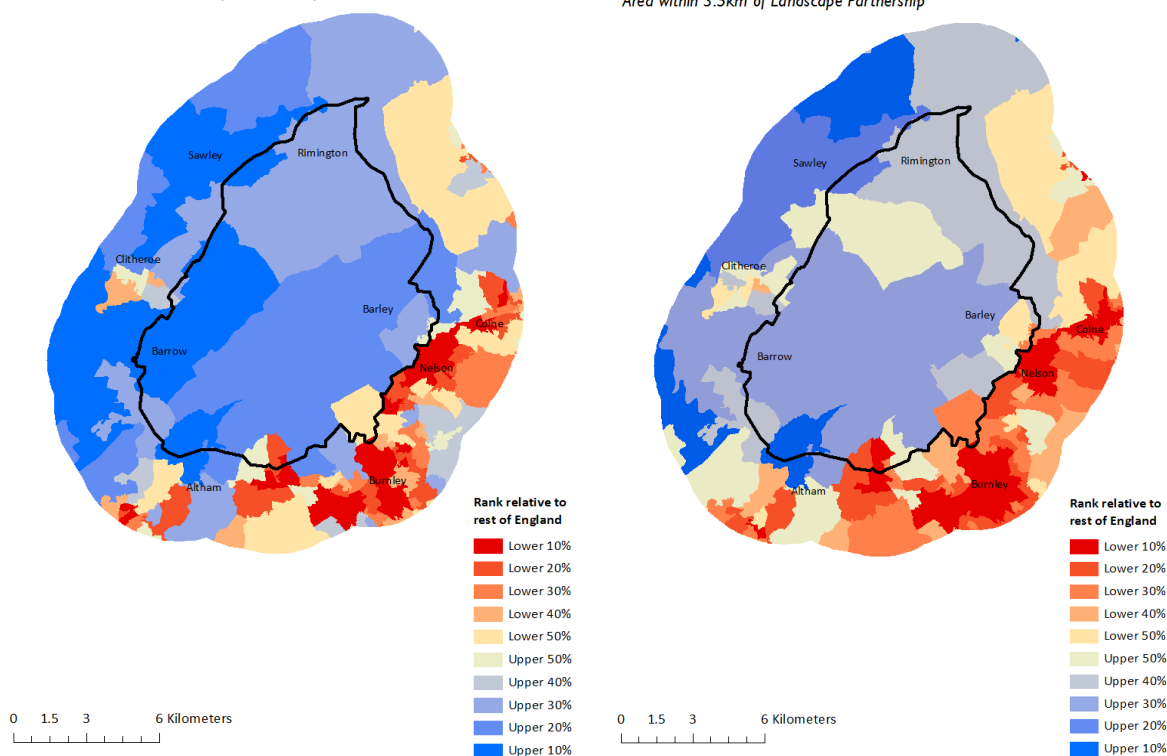 Area within 3.5km of Landscape Partnership
Sawley
Rimington
Clitheroe
Barley
Colne
Barrow
Nelson
Burnley
Altham
Rank relative to
rest of England
Lower 10%
Lower 20%
Lower 30%
Lower 40%
Lower 50%
Upper 50%
Upper 40%
Upper 30%
Upper 20%
Upper 10%
0 1.5 3 6 Kilometers
Rimington
Sawley
Clitheroe
Barley
Colne
Barrow
Nelson
Burnley
Altham
Rank relative to
rest of England
Lower 10%
Lower 20%
Lower 30%
Lower 40%
Lower 50%
Upper 50%
Upper 40%
Upper 30%
Upper 20%
Upper 10%
0 1.5 3 6 Kilometers